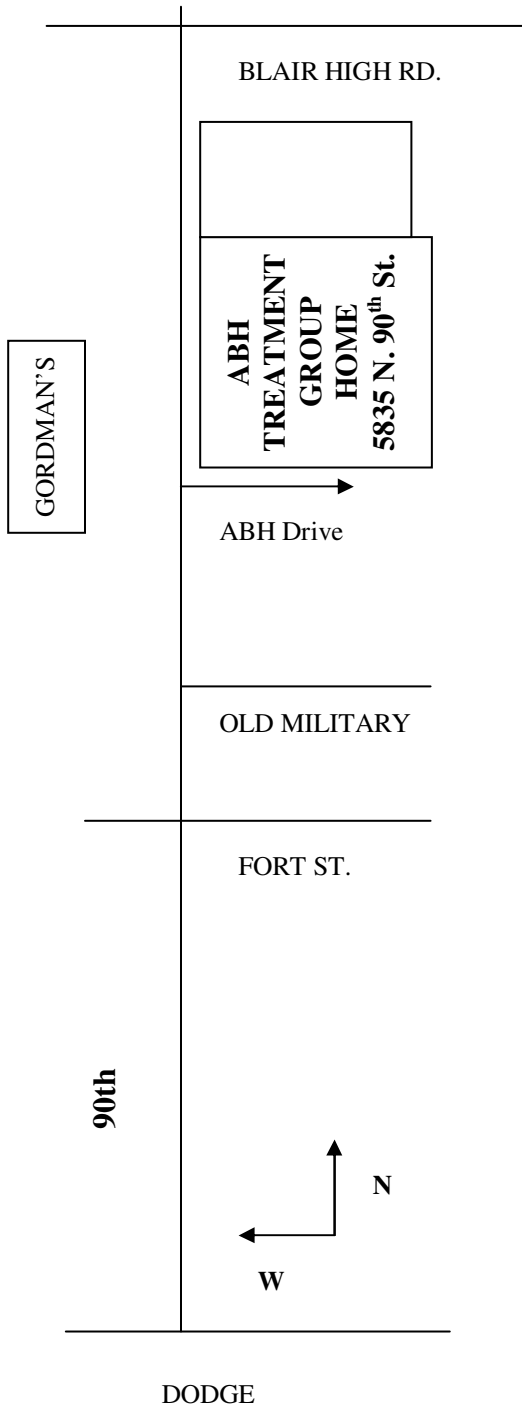 BLAIR HIGH RD.
ABH
TREATMENT
GROUP
HOME
5835 N. 90th St.
GORDMAN'S
ABH Drive
OLD MILITARY
FORT ST.
90th
N
W
DODGE